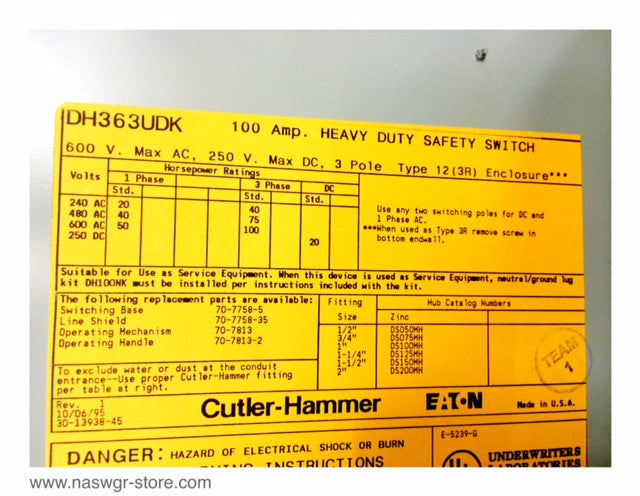 DH363UDK 100 Amp. HEAVY DUTY SAFETY SWITCH
600 V. Max AC, 250 V. Max DC, 3 Pole Type 12(3R) Enclosure***
Volts Horsepower Ratings
1 Phase 3 Phase DC
Std. Std. Std.
240 AC 20 40
480 AC 40 75
600 AC 50 100
250 DC 20
Use any two switching poles for DC and
1 Phase AC.
***When used as Type 3R remove screw in
bottom endwall.
Suitable for Use as Service Equipment. When this device is used as Service Equipment, neutral/ground lug
kit DH100NK must be installed per instructions included with the kit.
The following replacement parts are available:
Switching Base 70-7758-5
Line Shield 70-7758-35
Operating Mechanism 70-7813
Operating Handle 70-7813-2
To exclude water or dust at the conduit
entrance--Use proper Cutler-Hammer fitting
per table at right.
Fitting Hub Catalog Numbers
Size Zinc
1/2" DS050MH
3/4" DS075MH
1" DS100MH
1-1/4" DS125MH
1-1/2" DS150MH
2" DS200MH
TEAM
1
Rev. 1
10/06/95
30-13938-45
Cutler-Hammer EATON Made in U.S.A.
DANGER: HAZARD OF ELECTRICAL SHOCK OR BURN
INSTRUCTIONS
E-5239-G
UL UNDERWRITERS
LABORATORIES
www.naswgr-store.com